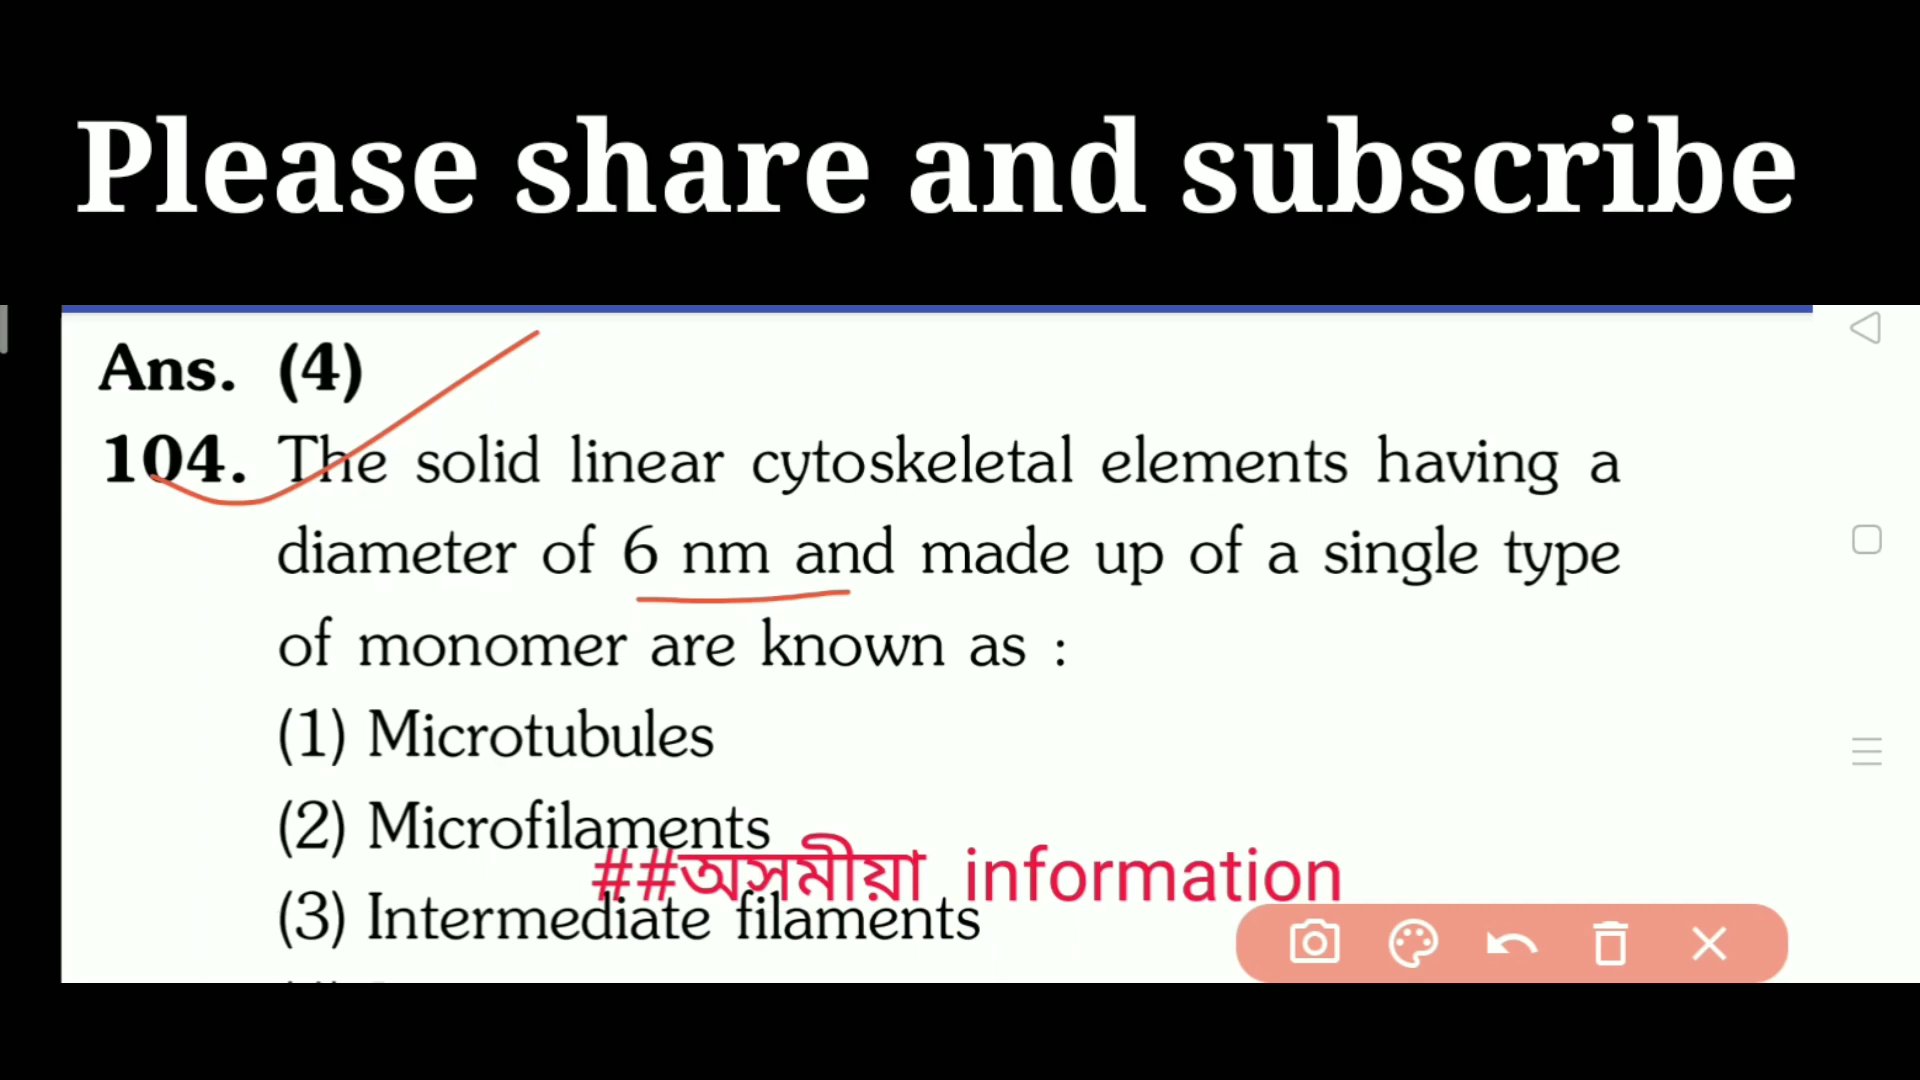 Please share and subscribe
Ans. (4)
104. The solid linear cytoskeletal elements having a
diameter of 6 nm and made up of a single type
of monomer are known as :
(1) Microtubules
(2) Microfilaments
##অসমীয়া information
(3) Intermediate filaments